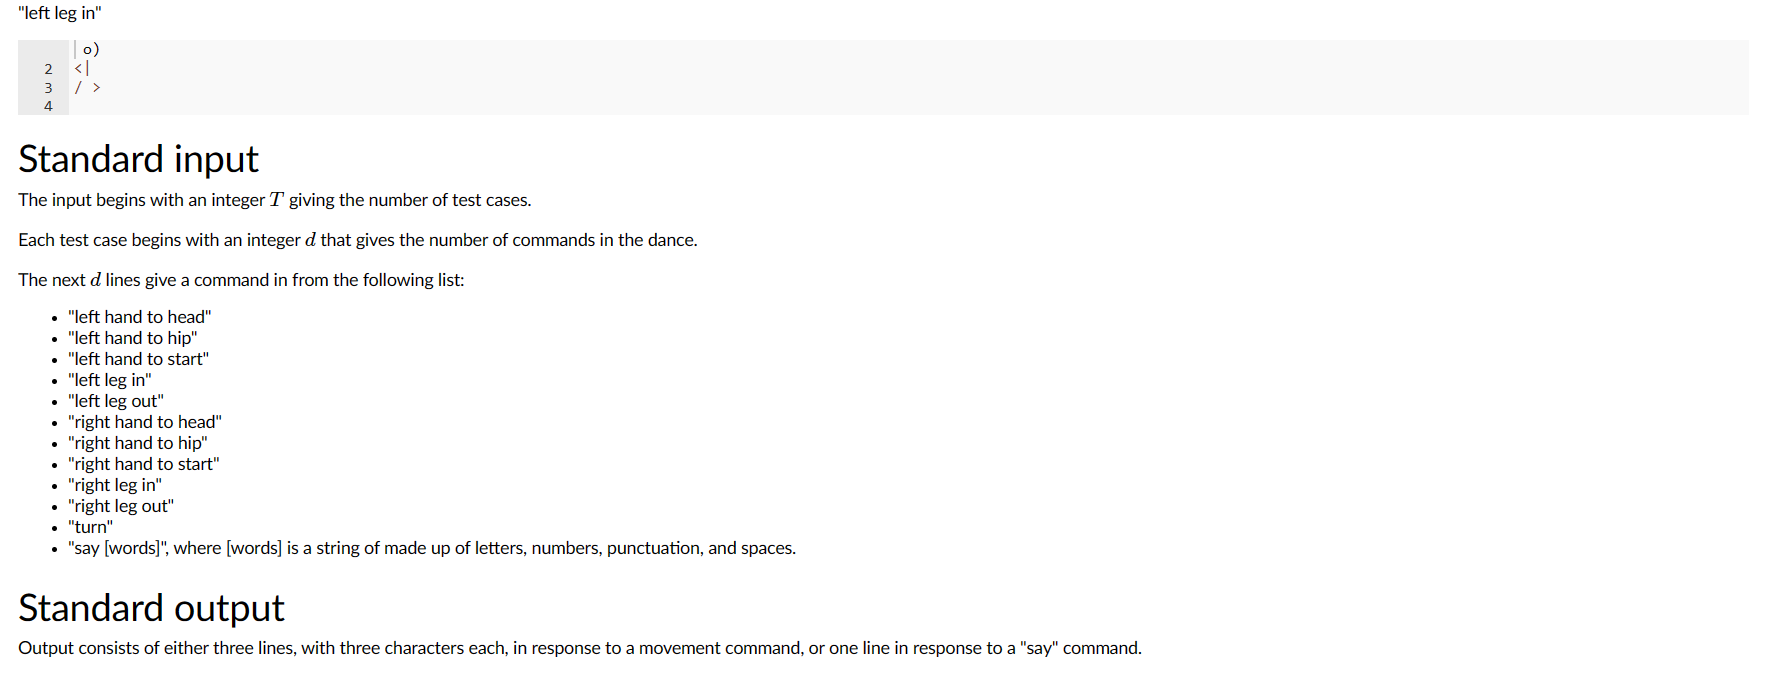 "left leg in"
o)
2 <|
3 / >
4
Standard input
The input begins with an integer T giving the number of test cases.
Each test case begins with an integer d that gives the number of commands in the dance.
The next d lines give a command in from the following list:
• "left hand to head"
• "left hand to hip"
• "left hand to start"
• "left leg in"
• "left leg out"
• "right hand to head"
• "right hand to hip"
• "right hand to start"
• "right leg in"
• "right leg out"
• "turn"
• "say [words]", where [words] is a string of made up of letters, numbers, punctuation, and spaces.
Standard output
Output consists of either three lines, with three characters each, in response to a movement command, or one line in response to a "say" command.